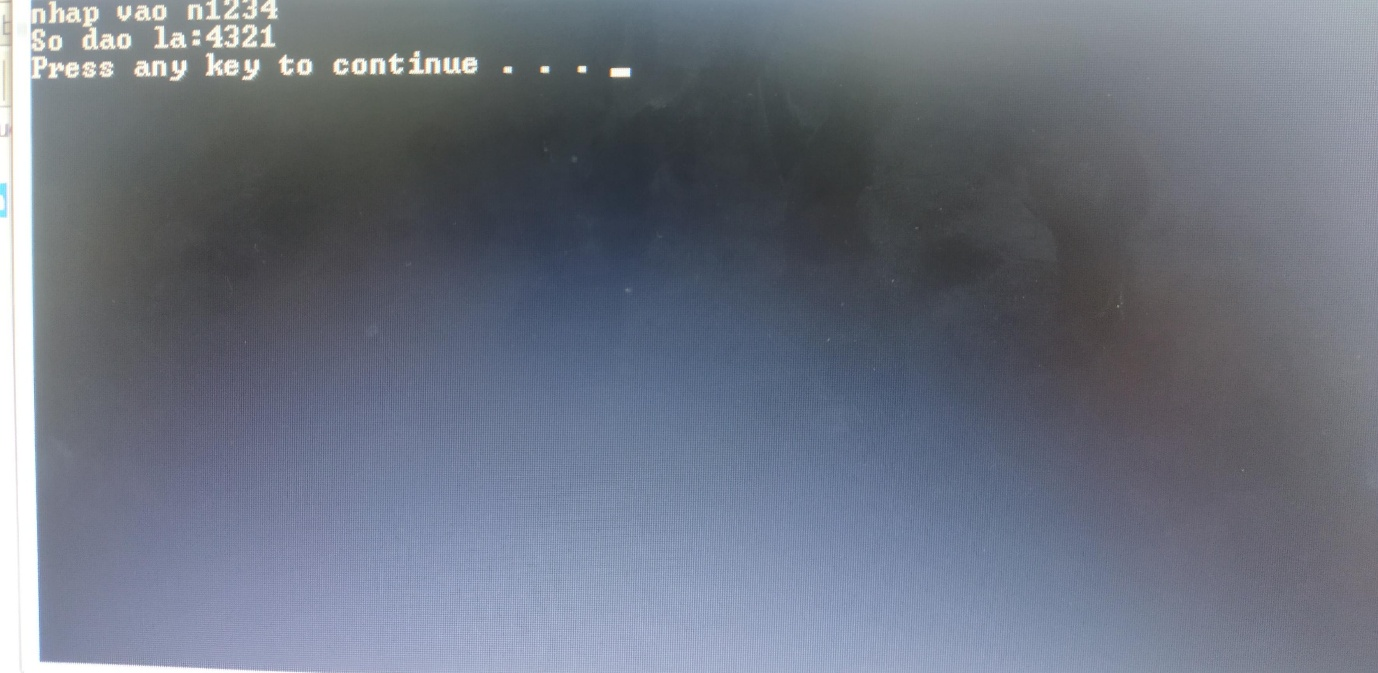 nhap vao n1234
So dao la:4321
Press any key to continue . . .